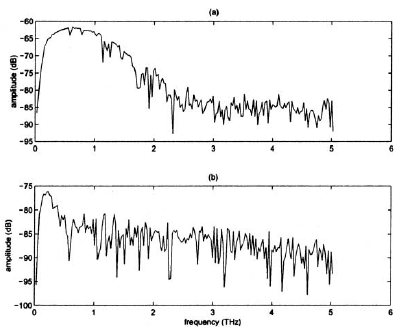 (a)
amplitude (dB)
-60
-65
-70
-75
-80
-85
-90
-95
0 1 2 3 4 5 6
(b)
amplitude (dB)
-75
-80
-85
-90
-95
-100
0 1 2 3 4 5 6
frequency (THz)